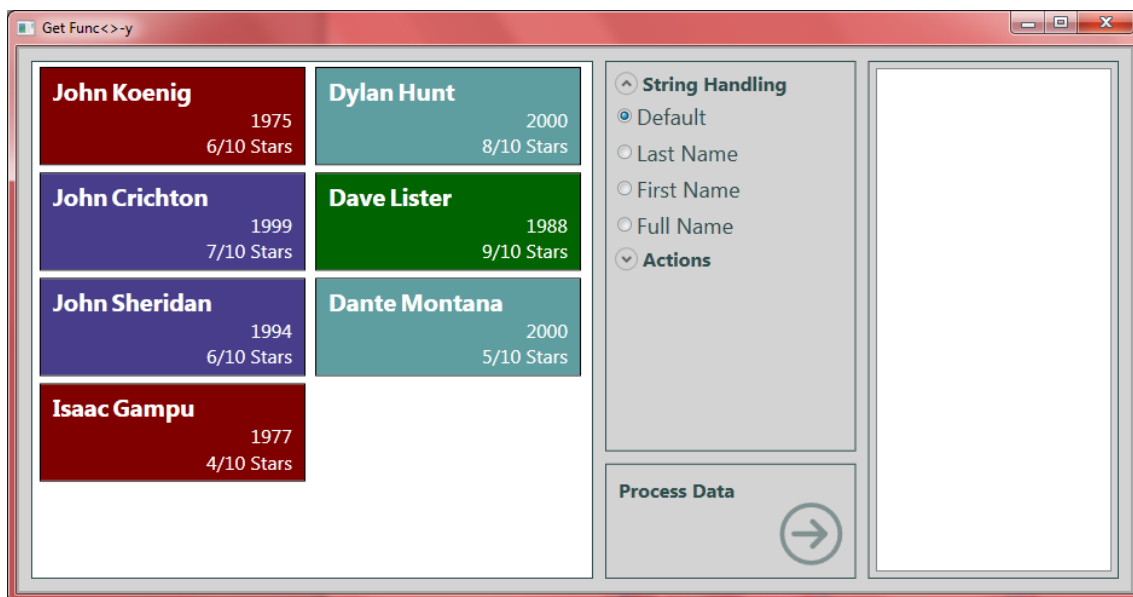 Get Func<>-y
John Koenig
1975
6/10 Stars
Dylan Hunt
2000
8/10 Stars
John Crichton
1999
7/10 Stars
Dave Lister
1988
9/10 Stars
John Sheridan
1994
6/10 Stars
Dante Montana
2000
5/10 Stars
Isaac Gampu
1977
4/10 Stars
String Handling
Default
Last Name
First Name
Full Name
Actions
Process Data